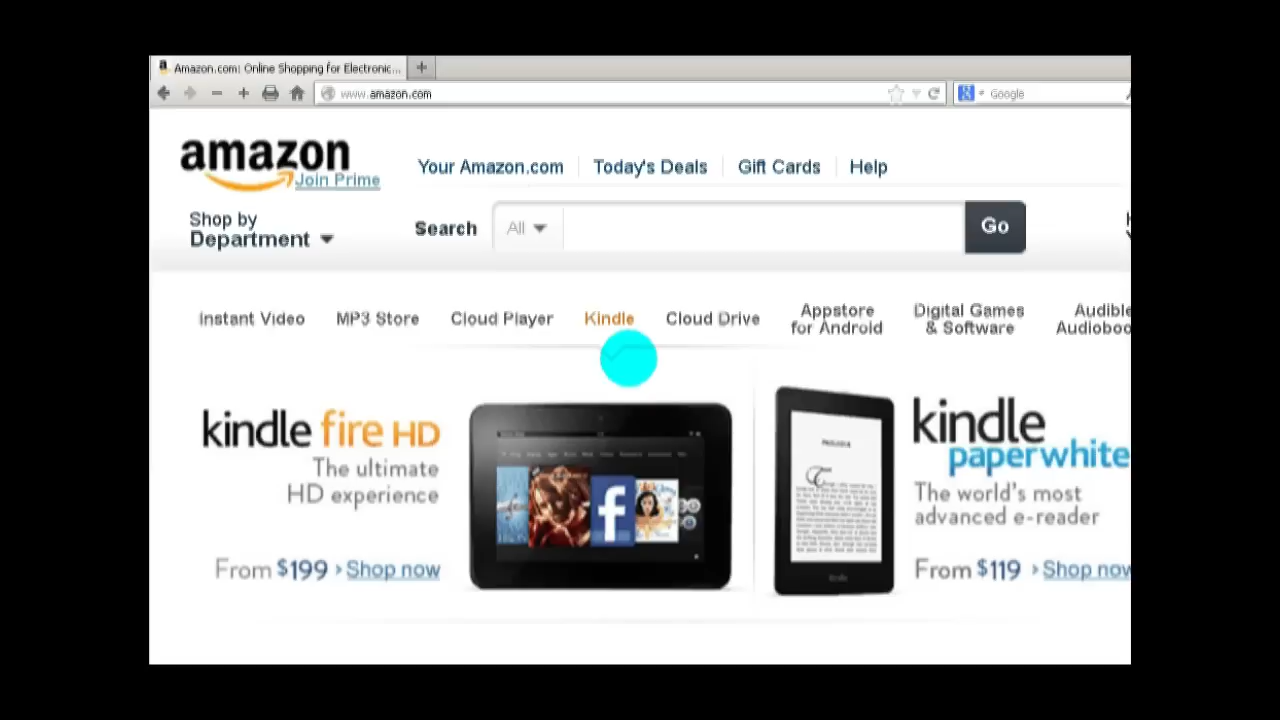 Amazon.com: Online Shopping for Electronic...
www.amazon.com
Google
amazon
Join Prime
Your Amazon.com
Today's Deals
Gift Cards
Help
Shop by
Department
Search
All
Go
Instant Video
MP3 Store
Cloud Player
Kindle
Cloud Drive
Appstore
for Android
Digital Games
& Software
Audible
kindle fire HD
The ultimate
HD experience
From $199 › Shop now
kindle
paperwhite
The world's most
advanced e-reader
From $119 › Shop now
kindle